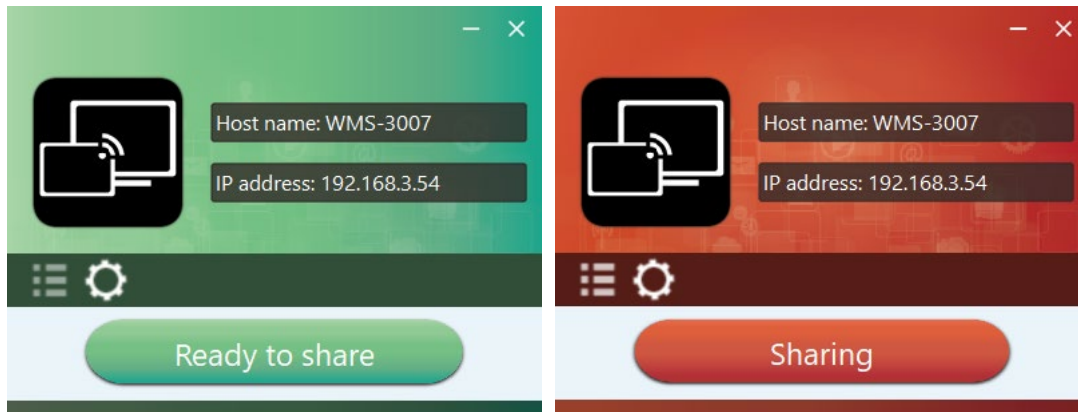 Host name: WMS-3007
IP address: 192.168.3.54
Ready to share
Host name: WMS-3007
IP address: 192.168.3.54
Sharing